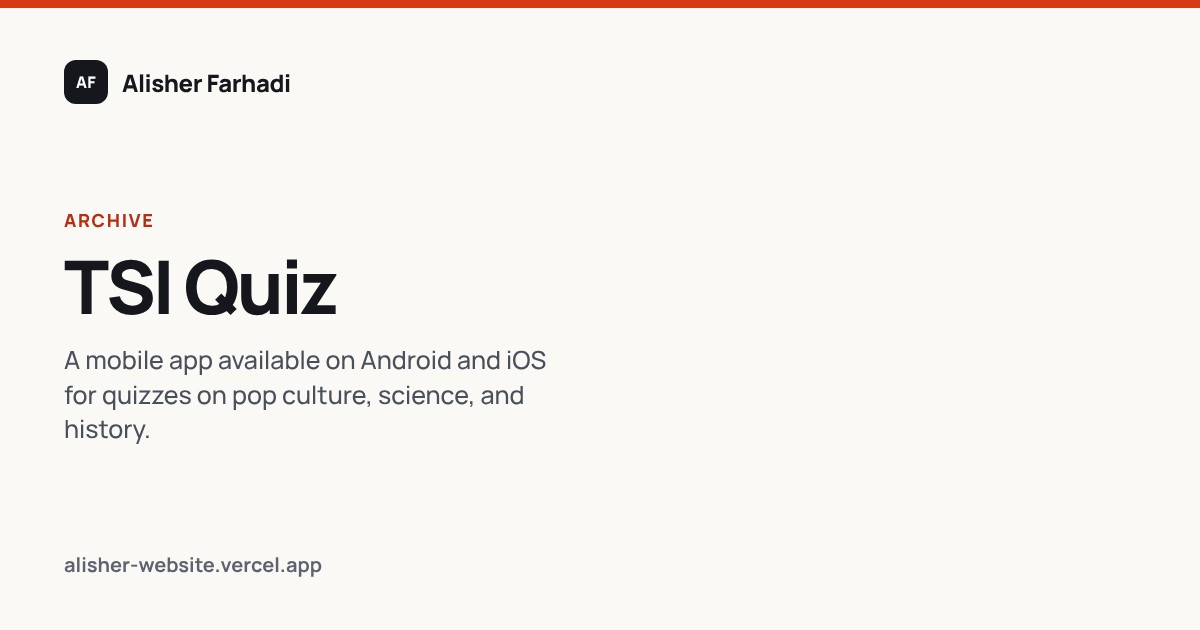 AF
Alisher Farhadi
ARCHIVE
TSI Quiz
A mobile app available on Android and iOS
for quizzes on pop culture, science, and
history.
alisher-website.vercel.app